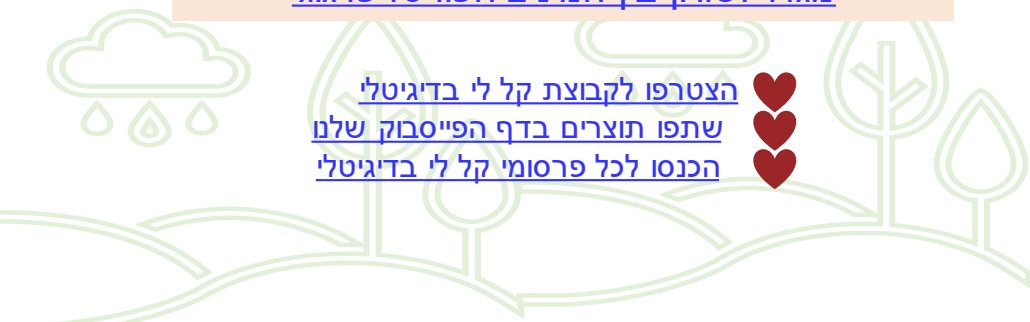 הצטרפו לקבוצת קל לי בדיגיטלי
שתפו תוצרים בדף הפייסבוק שלנו
הכנסו לכל פרסומי קל לי בדיגיטלי